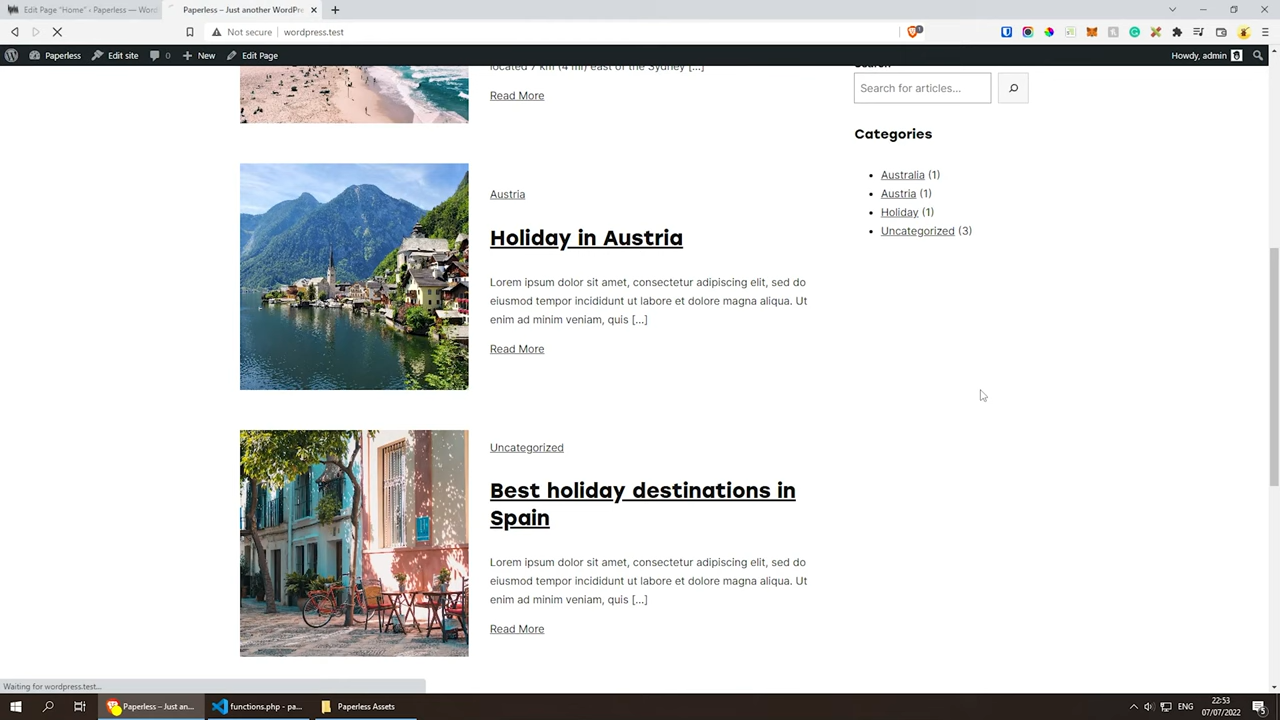 Edit Page "Home" ‹ Paperless — Word
Paperless – Just another WordPre
Not secure
wordpress.test
1
Paperless
Edit site
0
New
Edit Page
Howdy, admin
located 7 km (4 mi) east of the Sydney [...]
Read More
Search
Search for articles...
Categories
Australia (1)
Austria (1)
Holiday (1)
Uncategorized (3)
Austria
Holiday in Austria
Lorem ipsum dolor sit amet, consectetur adipiscing elit, sed do
eiusmod tempor incididunt ut labore et dolore magna aliqua. Ut
enim ad minim veniam, quis [...]
Read More
Uncategorized
Best holiday destinations in
Spain
Lorem ipsum dolor sit amet, consectetur adipiscing elit, sed do
eiusmod tempor incididunt ut labore et dolore magna aliqua. Ut
enim ad minim veniam, quis [...]
Read More
Waiting for wordpress.test...
Paperless – Just an...
functions.php - pa...
Paperless Assets
ENG
22:53
07/07/2022
5